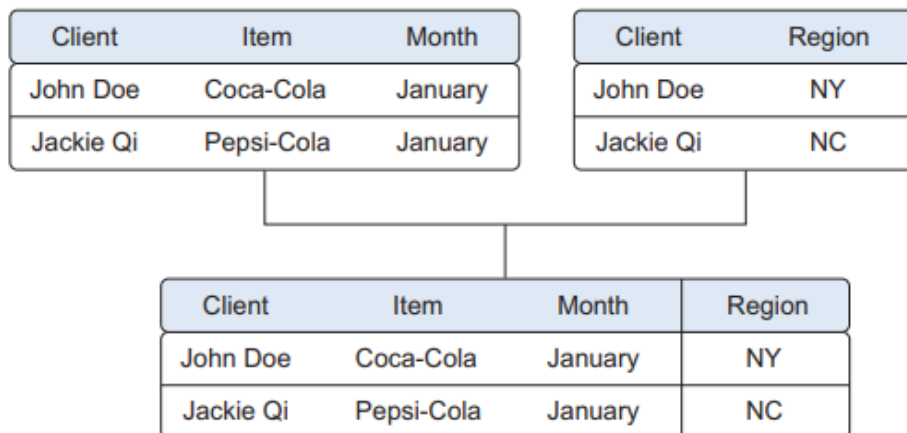 Client Item Month
John Doe Coca-Cola January
Jackie Qi Pepsi-Cola January
Client Region
John Doe NY
Jackie Qi NC
Client Item Month Region
John Doe Coca-Cola January NY
Jackie Qi Pepsi-Cola January NC